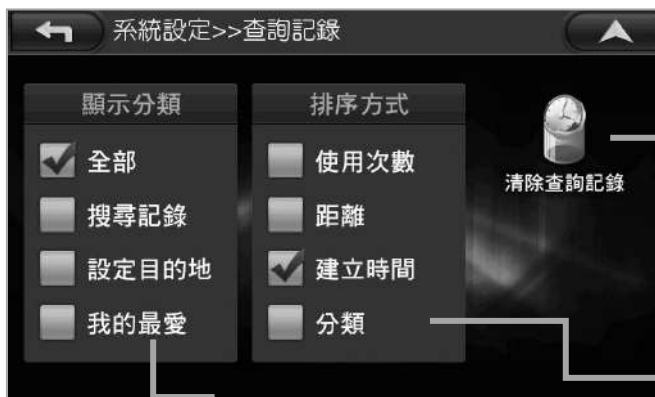 系統設定>>查詢記錄
顯示分類
全部
搜尋記錄
設定目的地
我的最愛
排序方式
使用次數
距離
建立時間
分類
清除查詢記錄